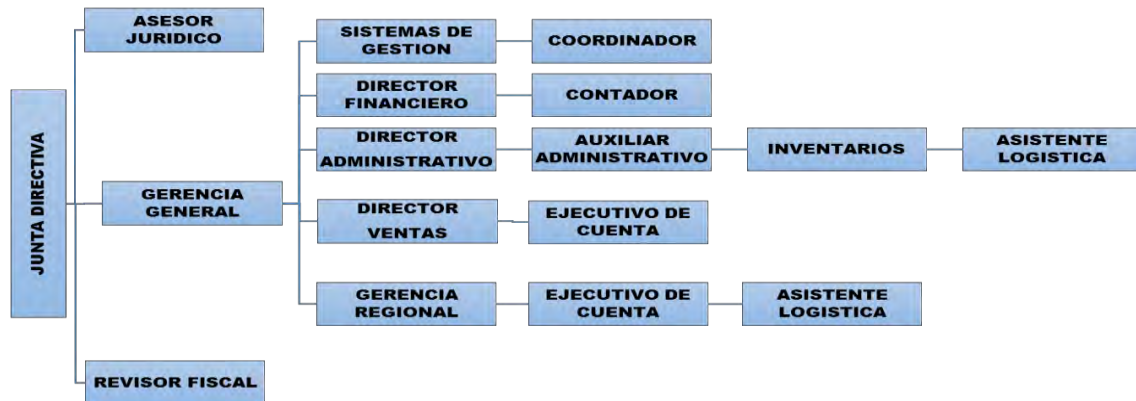 JUNTA DIRECTIVA
ASESOR
JURIDICO
GERENCIA
GENERAL
REVISOR FISCAL
SISTEMAS DE
GESTION
COORDINADOR
DIRECTOR
FINANCIERO
CONTADOR
DIRECTOR
ADMINISTRATIVO
AUXILIAR
ADMINISTRATIVO
INVENTARIOS
ASISTENTE
LOGISTICA
DIRECTOR
VENTAS
EJECUTIVO DE
CUENTA
GERENCIA
REGIONAL
EJECUTIVO DE
CUENTA
ASISTENTE
LOGISTICA